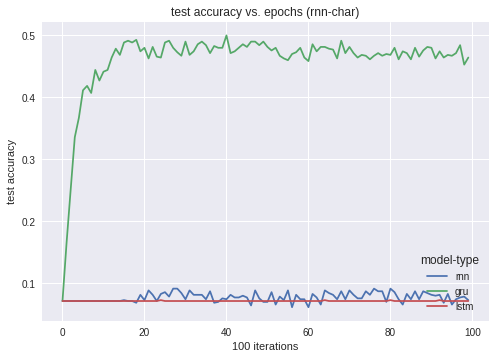 test accuracy vs. epochs (rnn-char)
0.5
0.4
0.3
0.2
0.1
test accuracy
model-type
rnn
gru
lstm
0 20 40 60 80 100
100 iterations